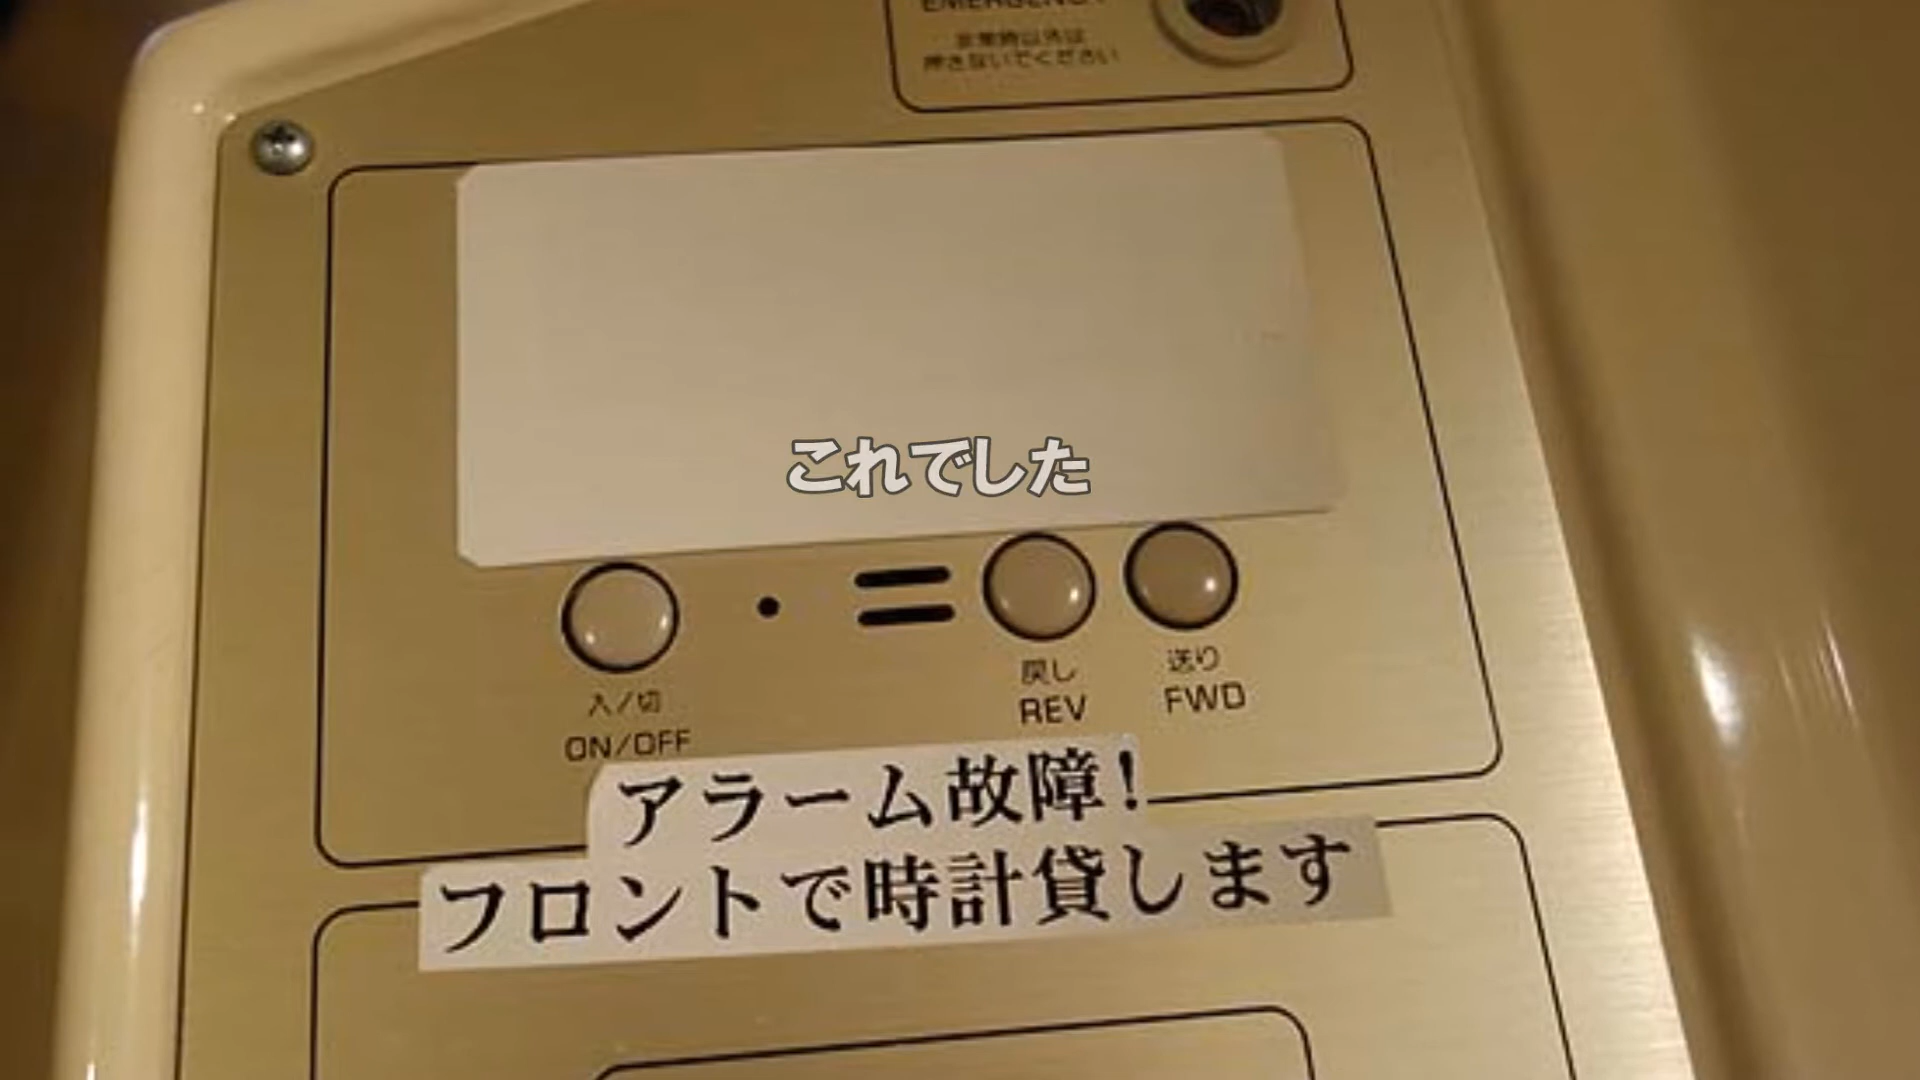 EMERGENCY
非常時以外は
押さないでください
これでした
入/切
ON/OFF
戻し
REV
送り
FWD
アラーム故障!
フロントで時計貸します